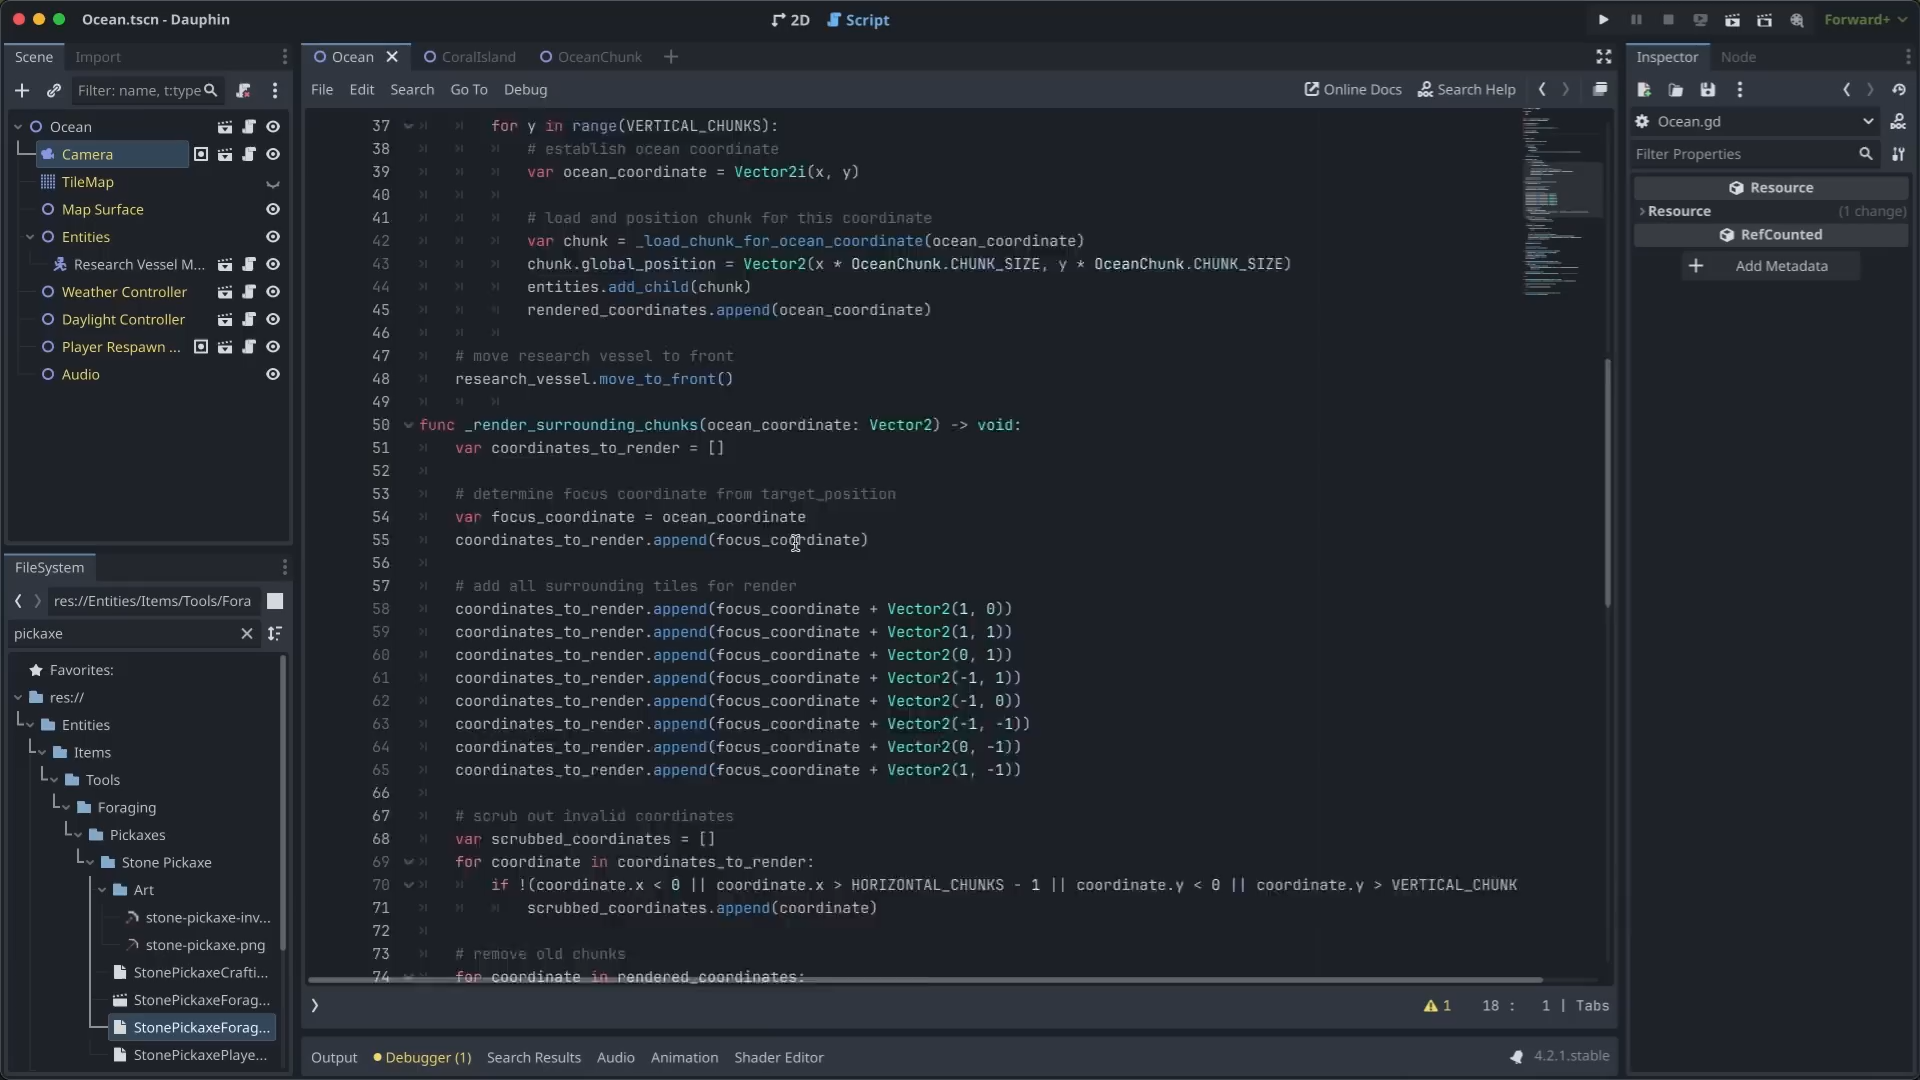 Ocean.tscn - Dauphin
2D
Script
Forward+
Scene
Import
Filter: name, t:type
Ocean
Camera
TileMap
Map Surface
Entities
Research Vessel M...
Weather Controller
Daylight Controller
Player Respawn ...
Audio
FileSystem
res://Entities/Items/Tools/Fora
pickaxe
Favorites:
res://
Entities
Items
Tools
Foraging
Pickaxes
Stone Pickaxe
Art
stone-pickaxe-inv...
stone-pickaxe.png
StonePickaxeCrafti...
StonePickaxeForag...
StonePickaxeForag...
StonePickaxePlaye...
Ocean
CoralIsland
OceanChunk
File Edit Search Go To Debug
Online Docs
Search Help
37 for y in range(VERTICAL_CHUNKS):
38 # establish ocean coordinate
39 var ocean_coordinate = Vector2i(x, y)
40
41 # load and position chunk for this coordinate
42 var chunk = _load_chunk_for_ocean_coordinate(ocean_coordinate)
43 chunk.global_position = Vector2(x * OceanChunk.CHUNK_SIZE, y * OceanChunk.CHUNK_SIZE)
44 entities.add_child(chunk)
45 rendered_coordinates.append(ocean_coordinate)
46
47 # move research vessel to front
48 research_vessel.move_to_front()
49
50 func _render_surrounding_chunks(ocean_coordinate: Vector2) -> void:
51 var coordinates_to_render = []
52
53 # determine focus coordinate from target_position
54 var focus_coordinate = ocean_coordinate
55 coordinates_to_render.append(focus_coordinate)
56
57 # add all surrounding tiles for render
58 coordinates_to_render.append(focus_coordinate + Vector2(1, 0))
59 coordinates_to_render.append(focus_coordinate + Vector2(1, 1))
60 coordinates_to_render.append(focus_coordinate + Vector2(0, 1))
61 coordinates_to_render.append(focus_coordinate + Vector2(-1, 1))
62 coordinates_to_render.append(focus_coordinate + Vector2(-1, 0))
63 coordinates_to_render.append(focus_coordinate + Vector2(-1, -1))
64 coordinates_to_render.append(focus_coordinate + Vector2(0, -1))
65 coordinates_to_render.append(focus_coordinate + Vector2(1, -1))
66
67 # scrub out invalid coordinates
68 var scrubbed_coordinates = []
69 for coordinate in coordinates_to_render:
70 if !(coordinate.x < 0 || coordinate.x > HORIZONTAL_CHUNKS - 1 || coordinate.y < 0 || coordinate.y > VERTICAL_CHUNK
71 scrubbed_coordinates.append(coordinate)
72
73 # remove old chunks
74 for coordinate in rendered_coordinates:
1 18 : 1 | Tabs
Output Debugger (1) Search Results Audio Animation Shader Editor
4.2.1.stable
Inspector
Node
Ocean.gd
Filter Properties
Resource
Resource (1 change)
RefCounted
Add Metadata